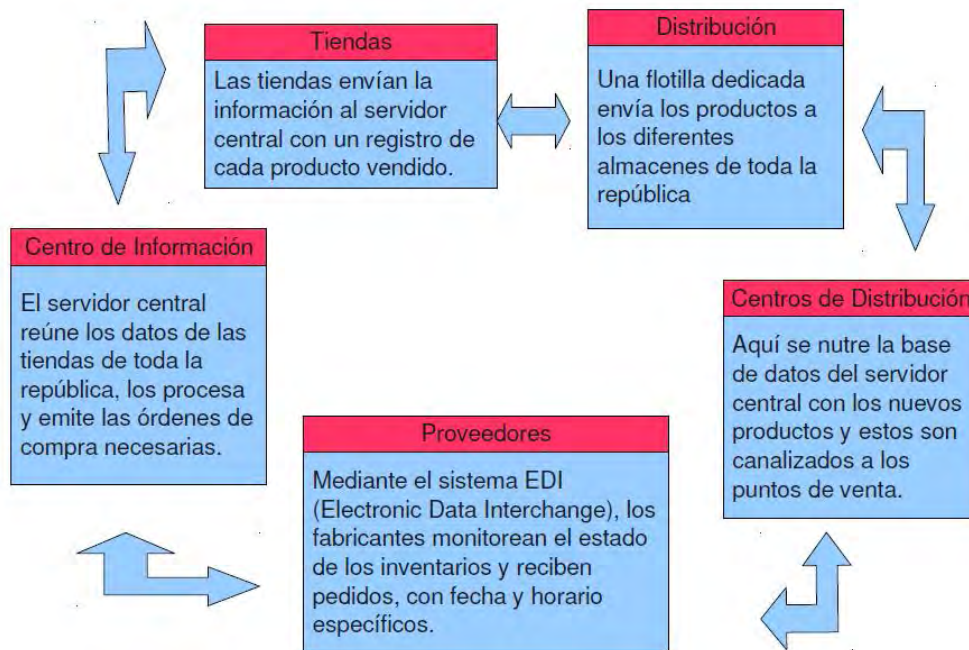 Tiendas
Las tiendas envían la
información al servidor
central con un registro de
cada producto vendido.
Distribución
Una flotilla dedicada
envía los productos a
los diferentes
almacenes de toda la
república
Centro de Información
El servidor central
reúne los datos de las
tiendas de toda la
república, los procesa
y emite las órdenes de
compra necesarias.
Centros de Distribución
Aquí se nutre la base
de datos del servidor
central con los nuevos
productos y estos son
canalizados a los
puntos de venta.
Proveedores
Mediante el sistema EDI
(Electronic Data Interchange), los
fabricantes monitorean el estado
de los inventarios y reciben
pedidos, con fecha y horario
específicos.